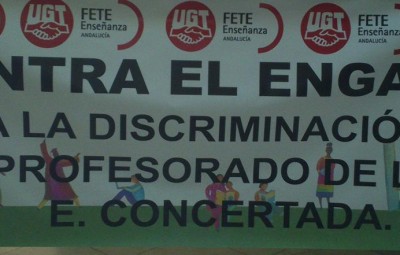 UGT FETE Enseñanza ANDALUCÍA UGT FETE Enseñanza ANDALUCÍA UGT FETE Enseñanza ANDALUCÍA
NTRA EL ENGA
A LA DISCRIMINACIÓ
PROFESORADO DE L
E. CONCERTADA.